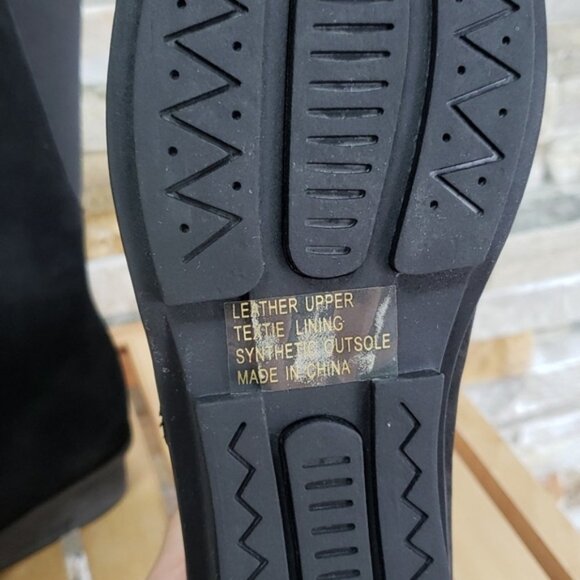 LEATHER UPPER
TEXTIE LINING
SYNTHETIC OUTSOLE
MADE IN CHINA